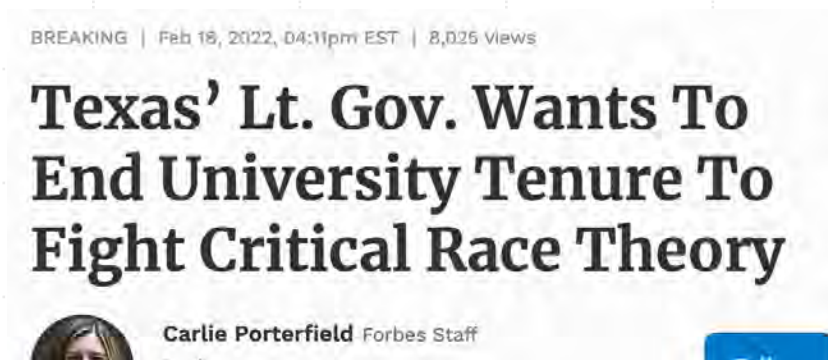 BREAKING | Feb 18, 2022, 04:11pm EST | 8,025 views
Texas’ Lt. Gov. Wants To
End University Tenure To
Fight Critical Race Theory
Carlie Porterfield Forbes Staff